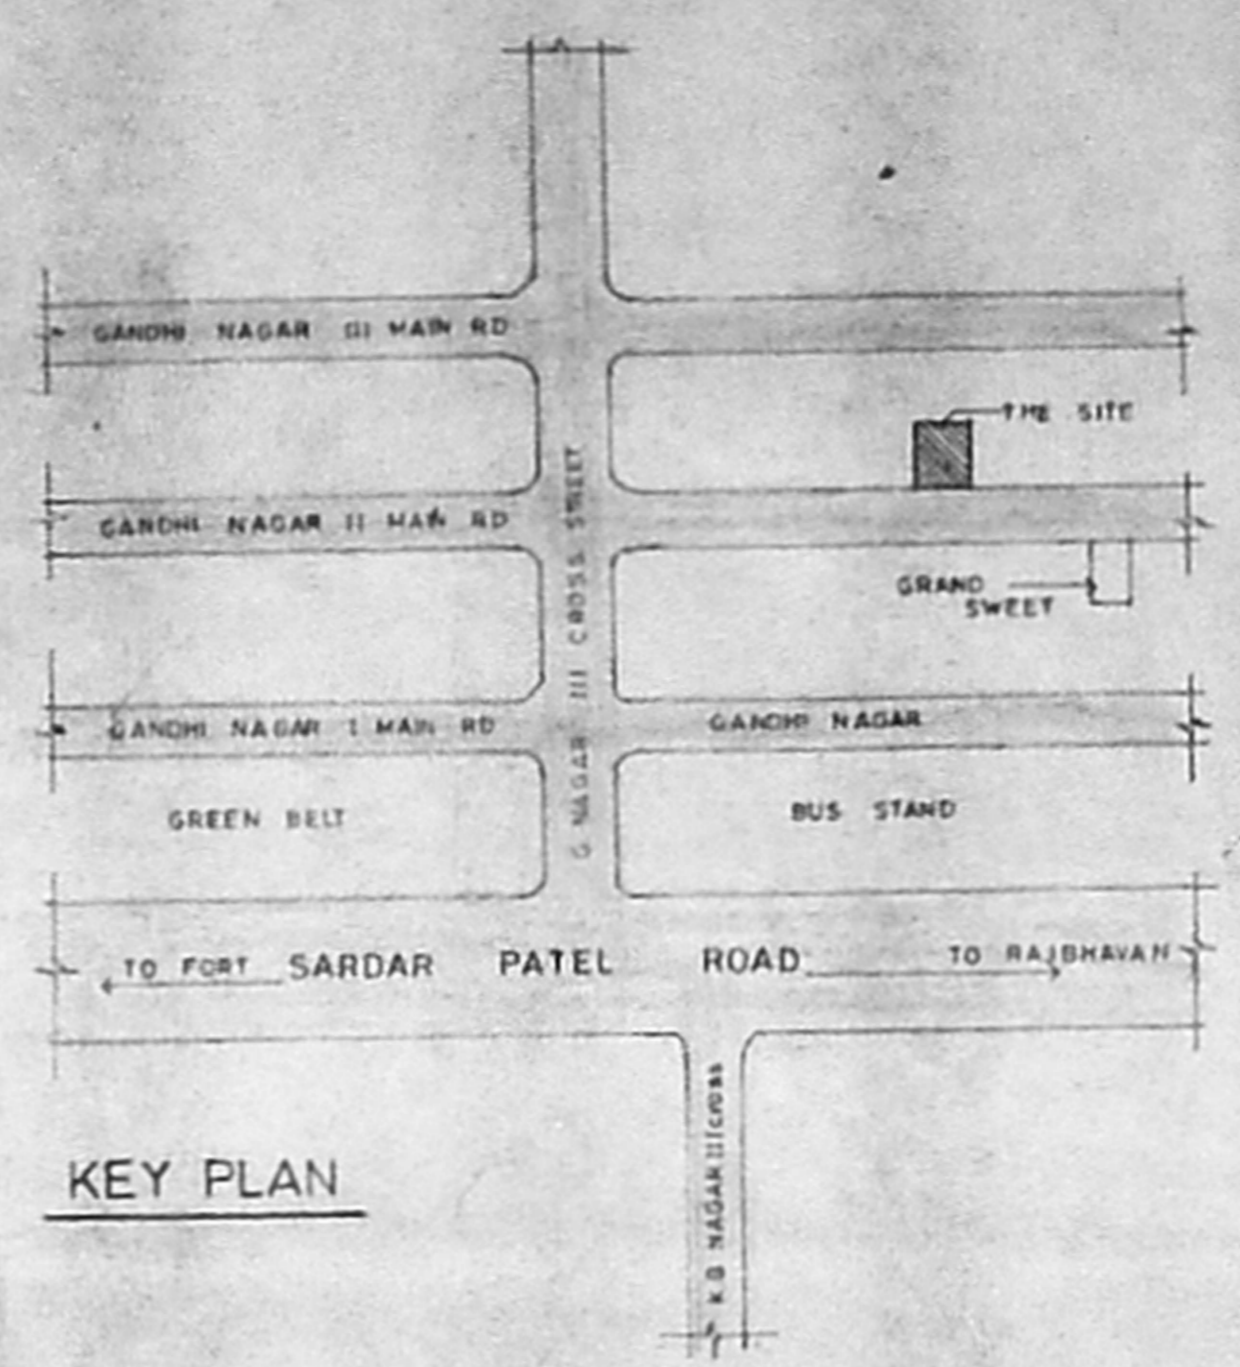 GANDHI NAGAR III MAIN RD
THE SITE
GANDHI NAGAR II MAIN RD
G NAGAR III CROSS STREET
GRAND
SWEET
GANDHI NAGAR I MAIN RD
GANDHI NAGAR
GREEN BELT
BUS STAND
TO FORT SARDAR PATEL ROAD TO RAJBHAVAN
K B NAGAR III cross
KEY PLAN